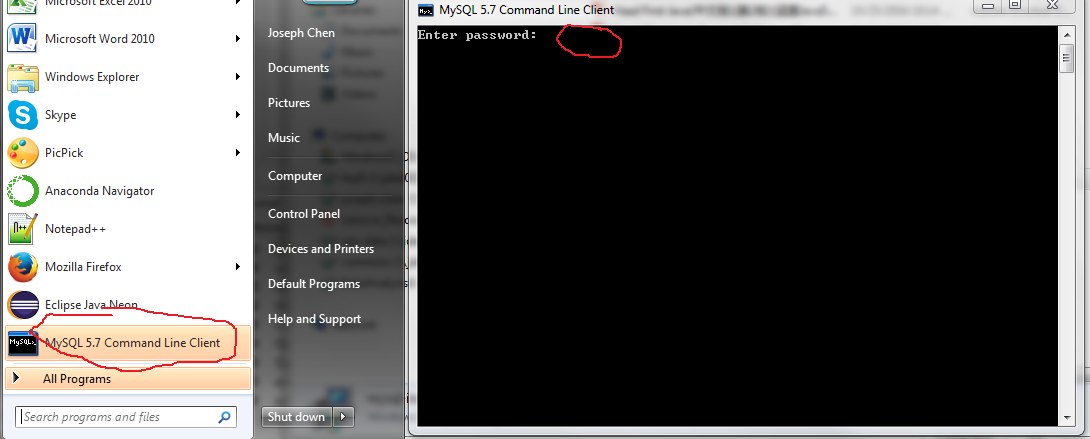 Microsoft Excel 2010
Microsoft Word 2010
Windows Explorer
Skype
PicPick
Anaconda Navigator
Notepad++
Mozilla Firefox
Eclipse Java Neon
MySQL 5.7 Command Line Client
All Programs
Search programs and files
Joseph Chen
Documents
Pictures
Music
Computer
Control Panel
Devices and Printers
Default Programs
Help and Support
Shut down
MySQL 5.7 Command Line Client
Enter password: